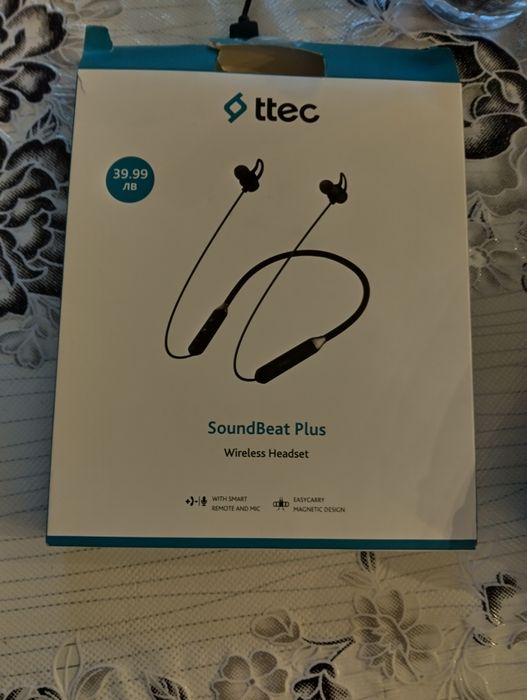 ttec
39.99
ЛВ
SoundBeat Plus
Wireless Headset
WITH SMART
REMOTE AND MIC
EASYCARRY
MAGNETIC DESIGN